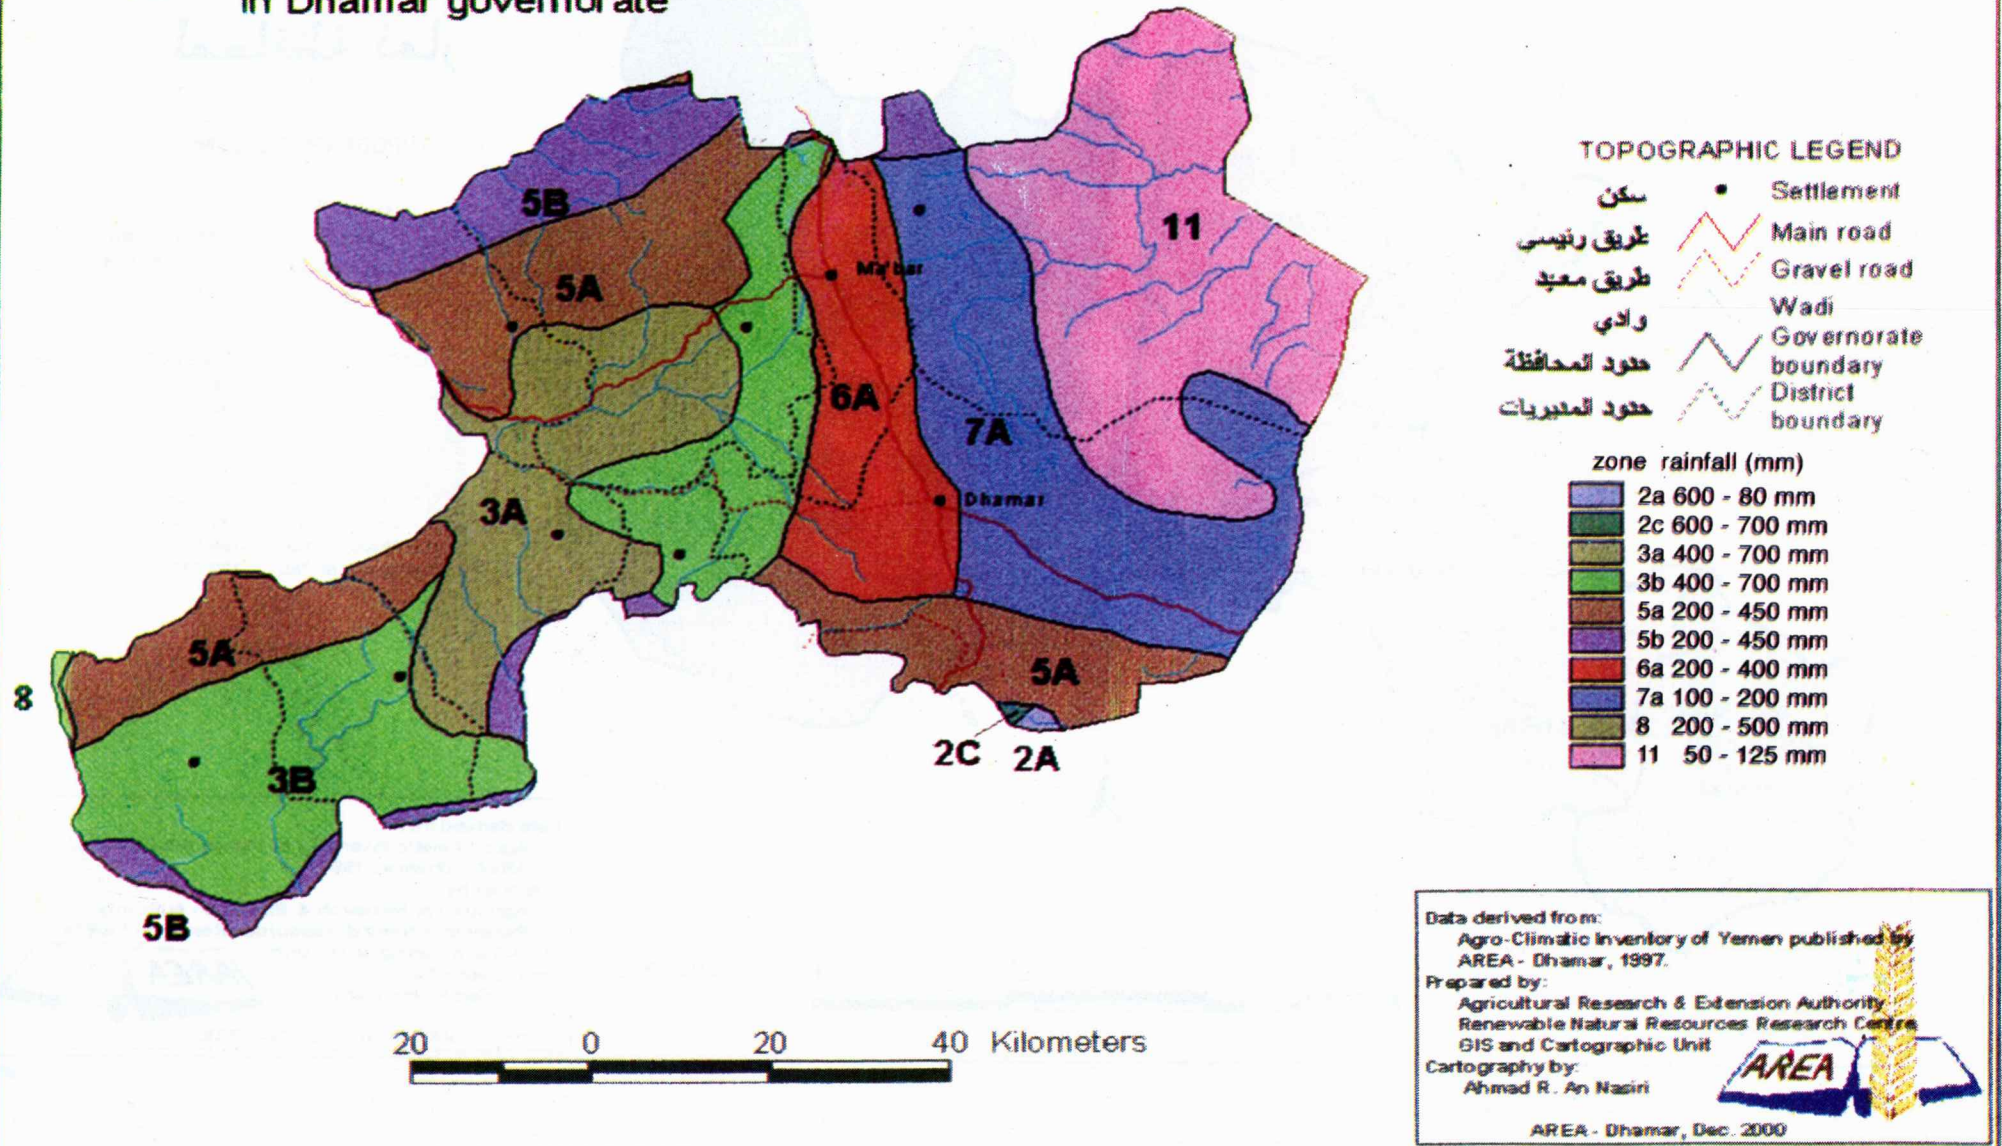 in Dhamar governorate
5B
11
5A
Ma'bar
6A
7A
3A
Dhamar
5A
8
5A
3B
2C
2A
5B
TOPOGRAPHIC LEGEND
سكن
Settlement
طريق رئيسي
Main road
طريق معبد
Gravel road
وادي
Wadi
حدود المحافظة
Governorate
boundary
حدود المديريات
District
boundary
zone rainfall (mm)
2a 600 - 80 mm
2c 600 - 700 mm
3a 400 - 700 mm
3b 400 - 700 mm
5a 200 - 450 mm
5b 200 - 450 mm
6a 200 - 400 mm
7a 100 - 200 mm
8 200 - 500 mm
11 50 - 125 mm
20 0 20 40 Kilometers
Data derived from:
Agro-Climatic Inventory of Yemen published by
AREA - Dhamar, 1997.
Prepared by:
Agricultural Research & Extension Authority
Renewable Natural Resources Research Centre
GIS and Cartographic Unit
Cartography by:
Ahmad R. An Nasiri
AREA
AREA - Dhamar, Dec. 2000